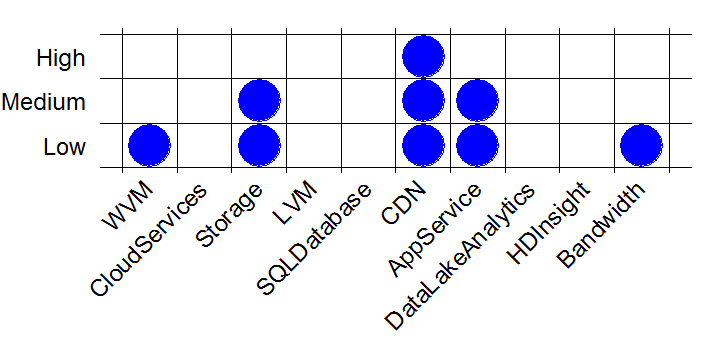 High
Medium
Low
WVM
CloudServices
Storage
LVM
SQLDatabase
CDN
AppService
DataLakeAnalytics
HDInsight
Bandwidth